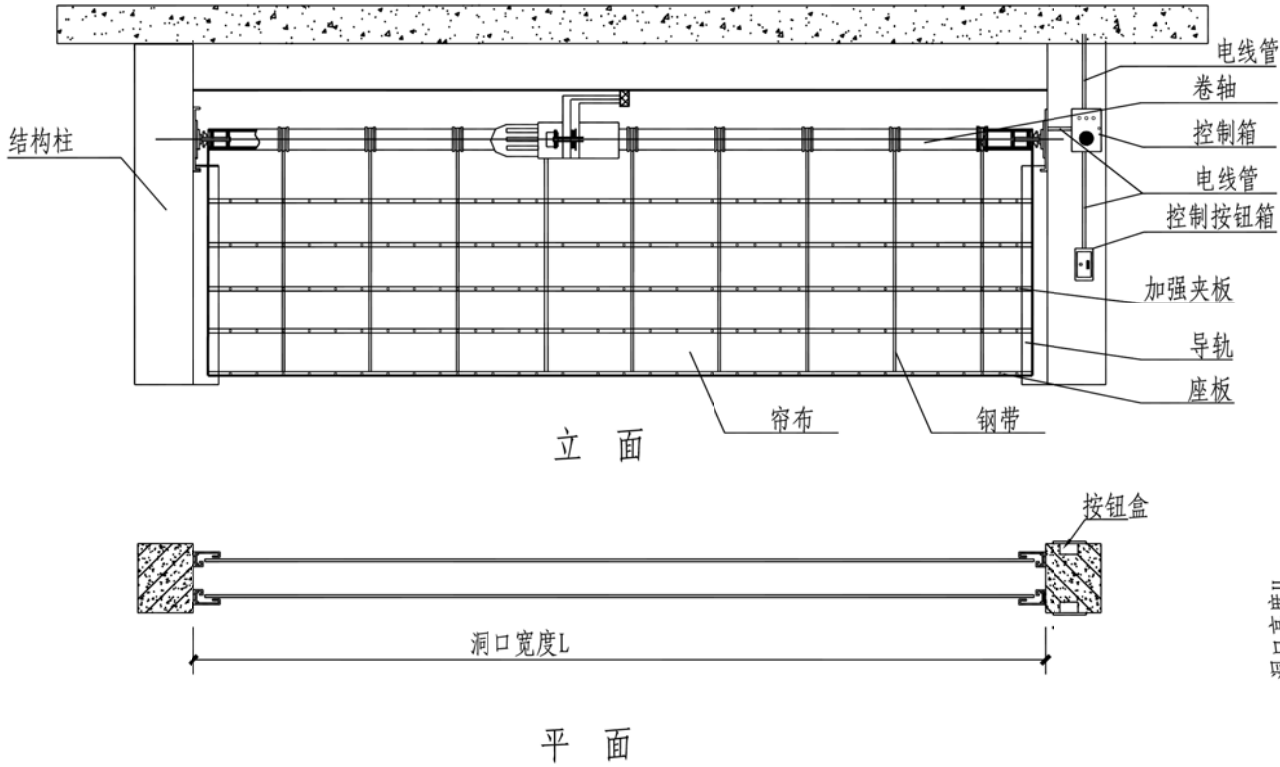 电线管
卷轴
结构柱
控制箱
电线管
控制按钮箱
加强夹板
导轨
座板
帘布
钢带
立 面
按钮盒
洞口宽度L
平 面